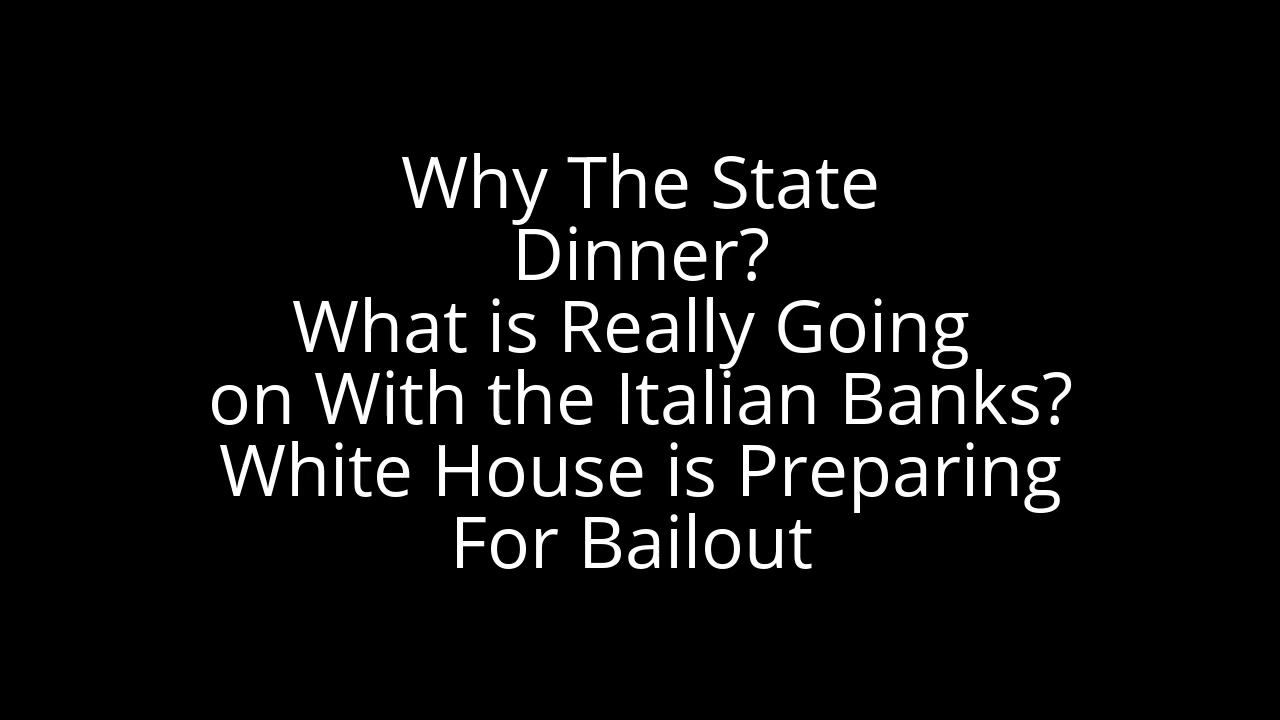 Why The State
Dinner?
What is Really Going
on With the Italian Banks?
White House is Preparing
For Bailout